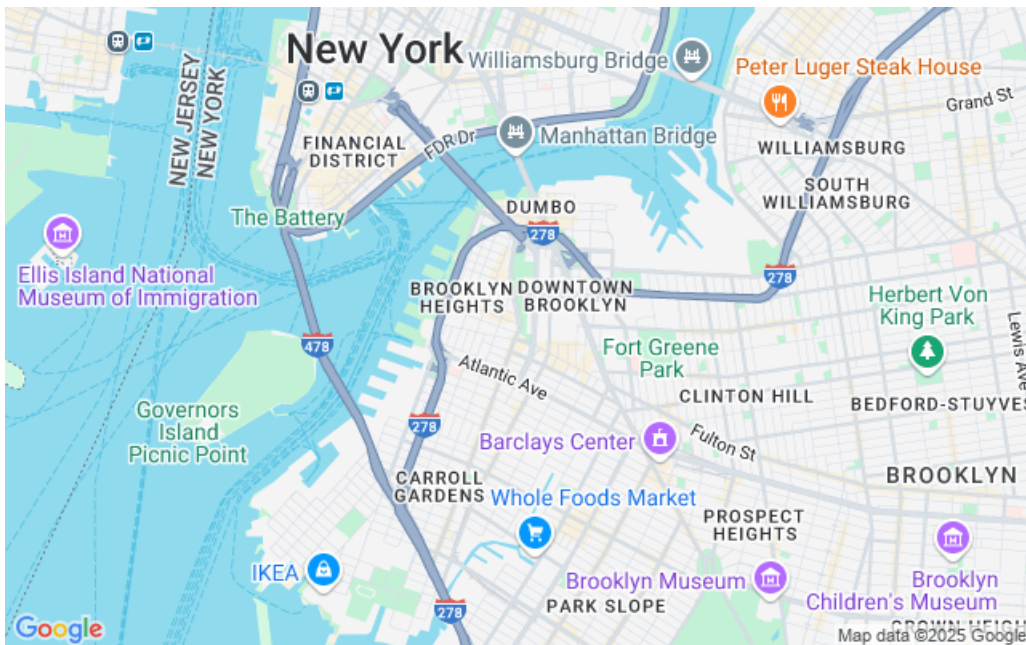 New York
Williamsburg Bridge
Peter Luger Steak House
Grand St
NEW JERSEY
NEW YORK
FINANCIAL
DISTRICT
FDR Dr
Manhattan Bridge
WILLIAMSBURG
SOUTH
WILLIAMSBURG
DUMBO
The Battery
278
278
Ellis Island National
Museum of Immigration
BROOKLYN
HEIGHTS
DOWNTOWN
BROOKLYN
Herbert Von
King Park
Lewis Ave
478
Fort Greene
Park
Atlantic Ave
CLINTON HILL
BEDFORD-STUYVES
Governors
Island
Picnic Point
278
Barclays Center
Fulton St
CARROLL
GARDENS
BROOKLYN
Whole Foods Market
PROSPECT
HEIGHTS
IKEA
Brooklyn Museum
Brooklyn
Children's Museum
278
PARK SLOPE
CROWN HEIGH
Google
Map data ©2025 Google